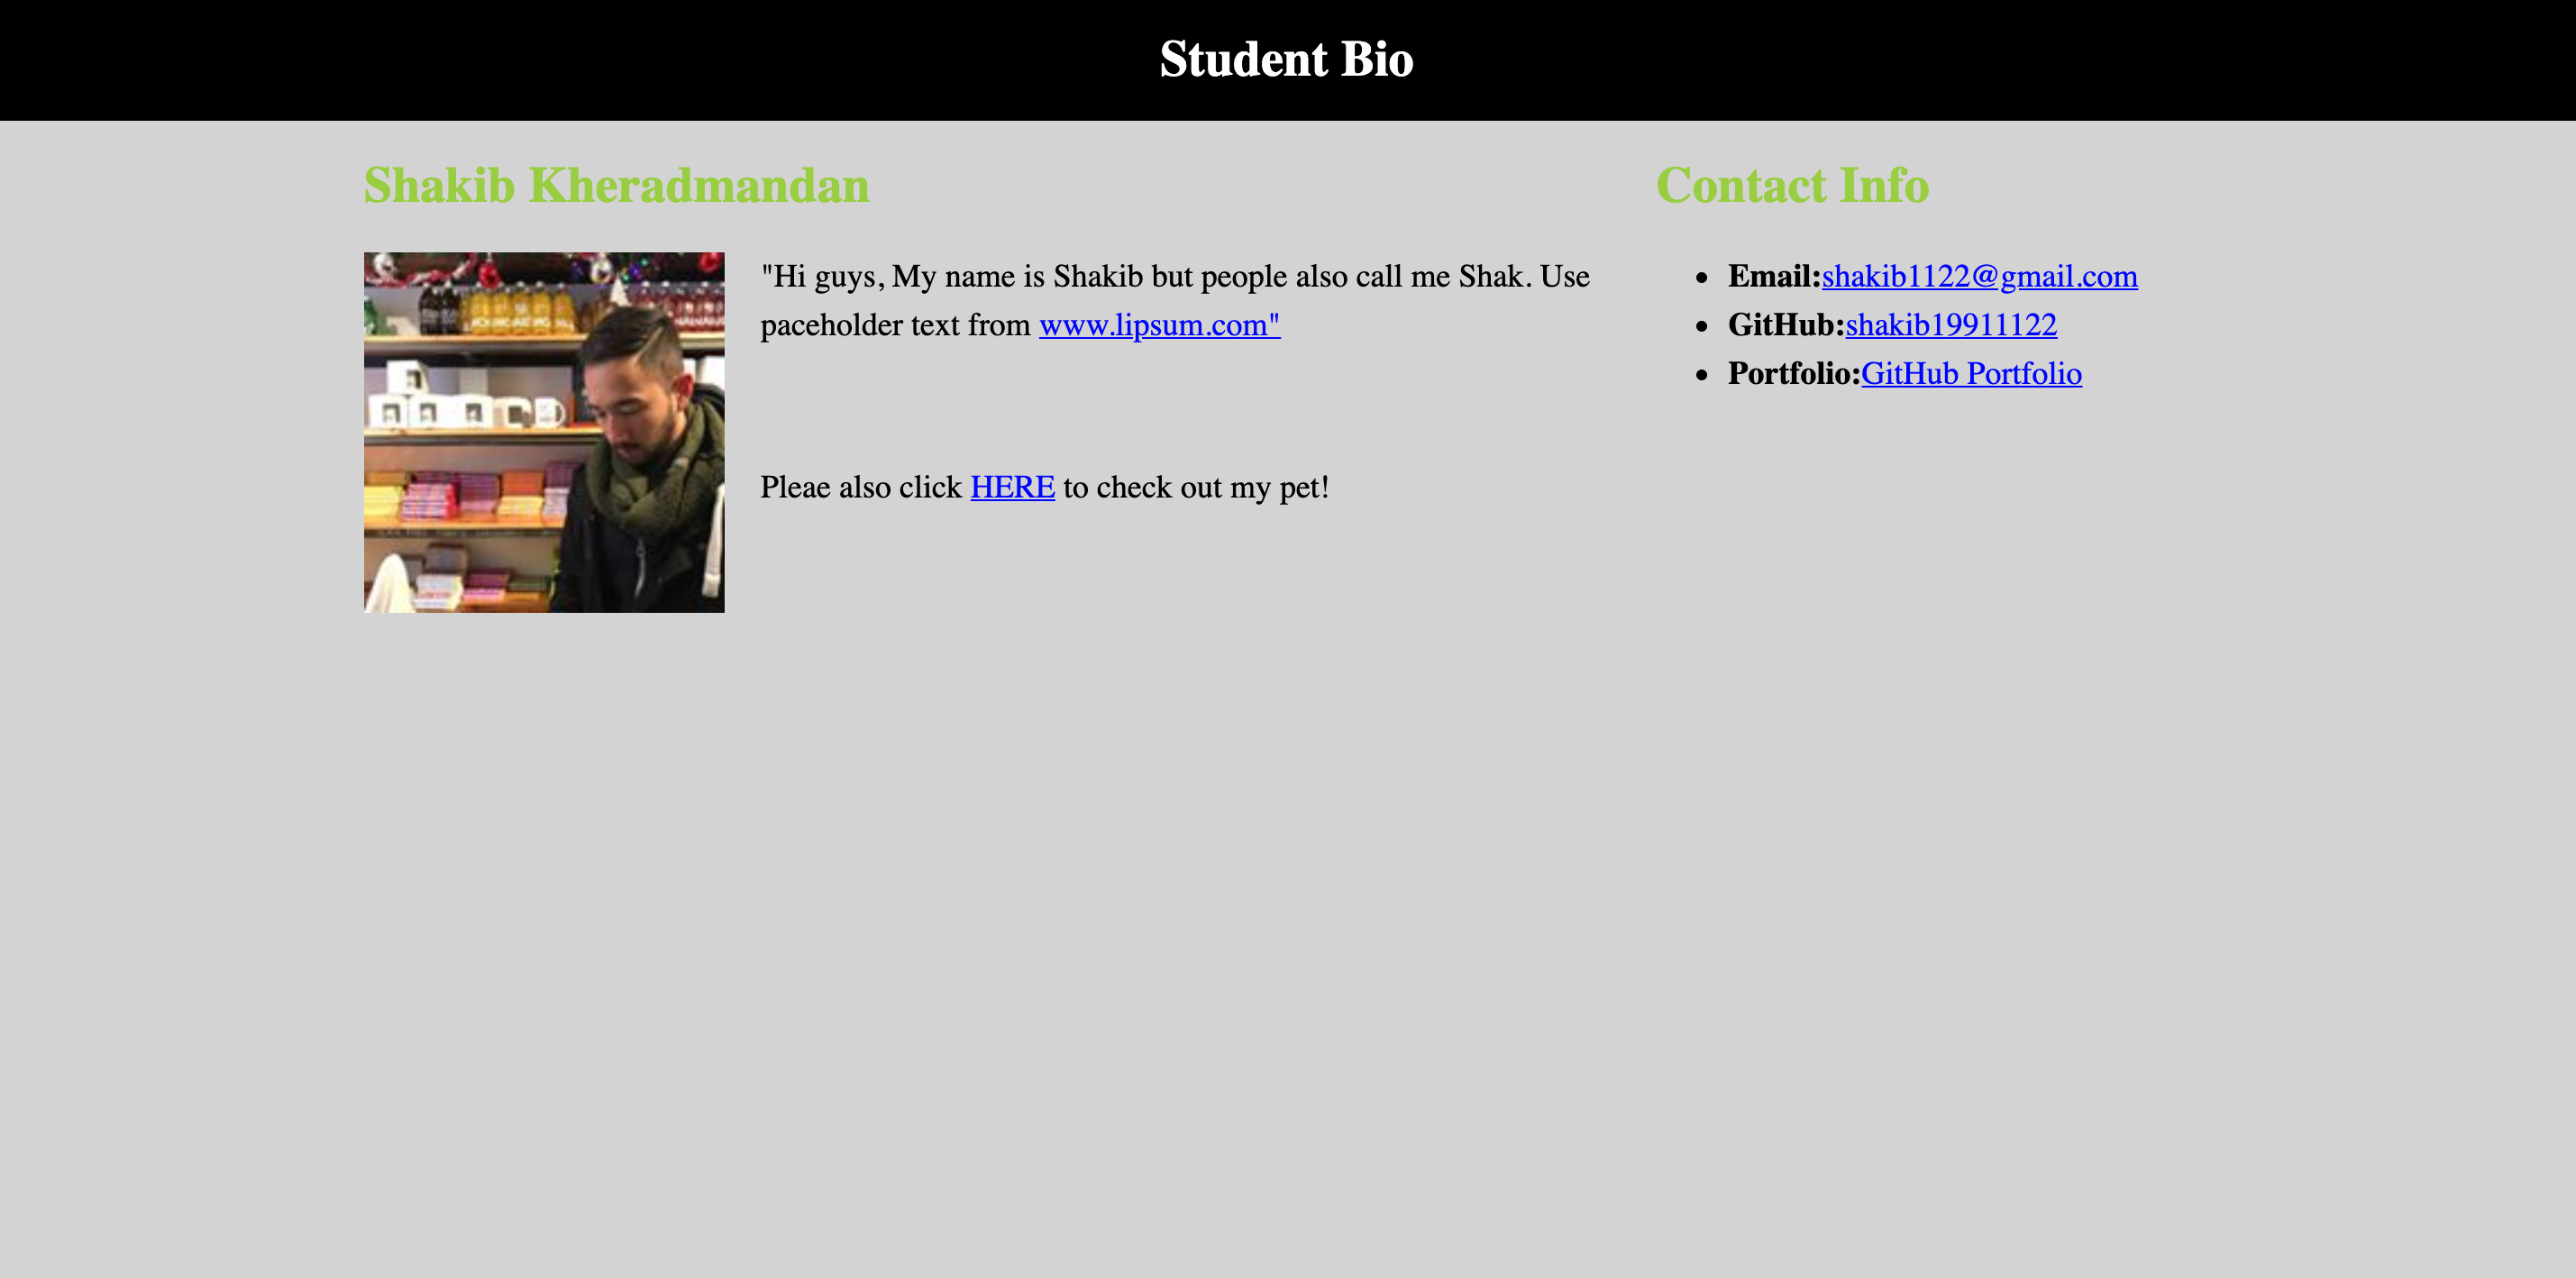 Student Bio
Shakib Kheradmandan
"Hi guys, My name is Shakib but people also call me Shak. Use
paceholder text from www.lipsum.com"
Pleae also click HERE to check out my pet!
Contact Info
Email:shakib1122@gmail.com
GitHub:shakib19911122
Portfolio:GitHub Portfolio